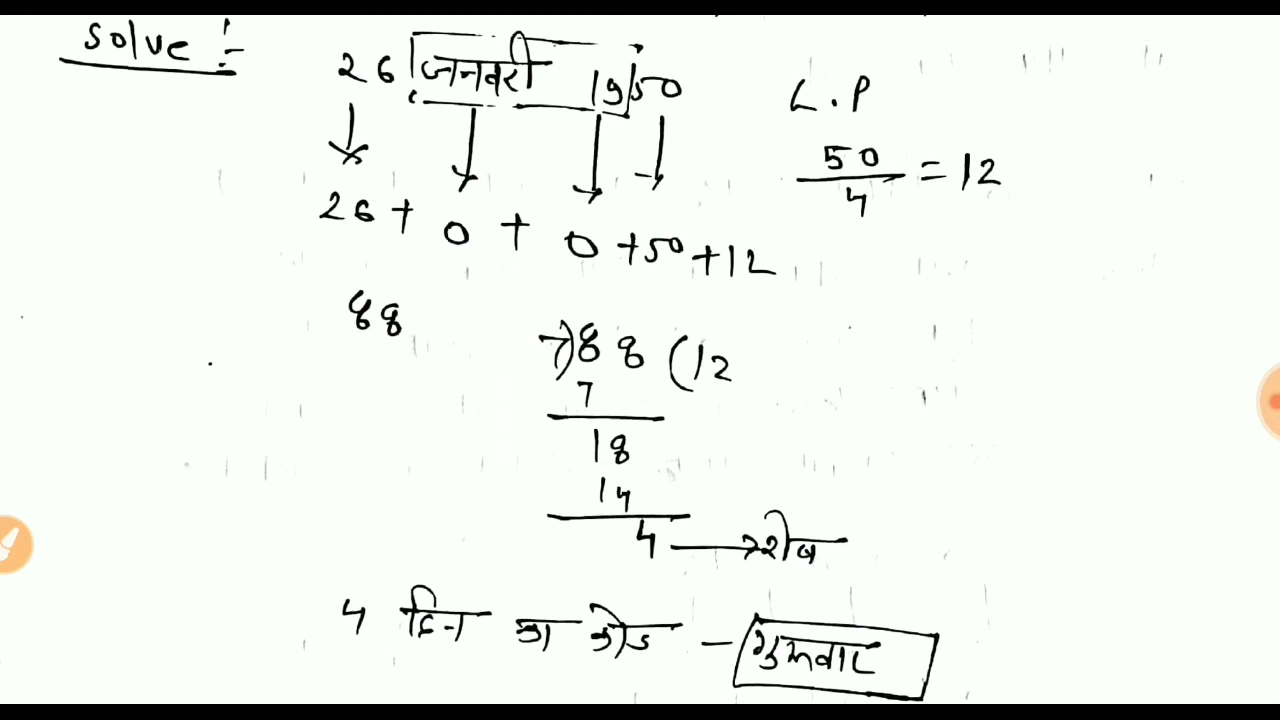 Solve :-
26 जनवरी 1950
L.P
50/4 = 12
26 + 0 + 0 + 50 + 12
88
7)88(12
7
18
14
4 → शेष
4 दिन का कोड - गुरुवार